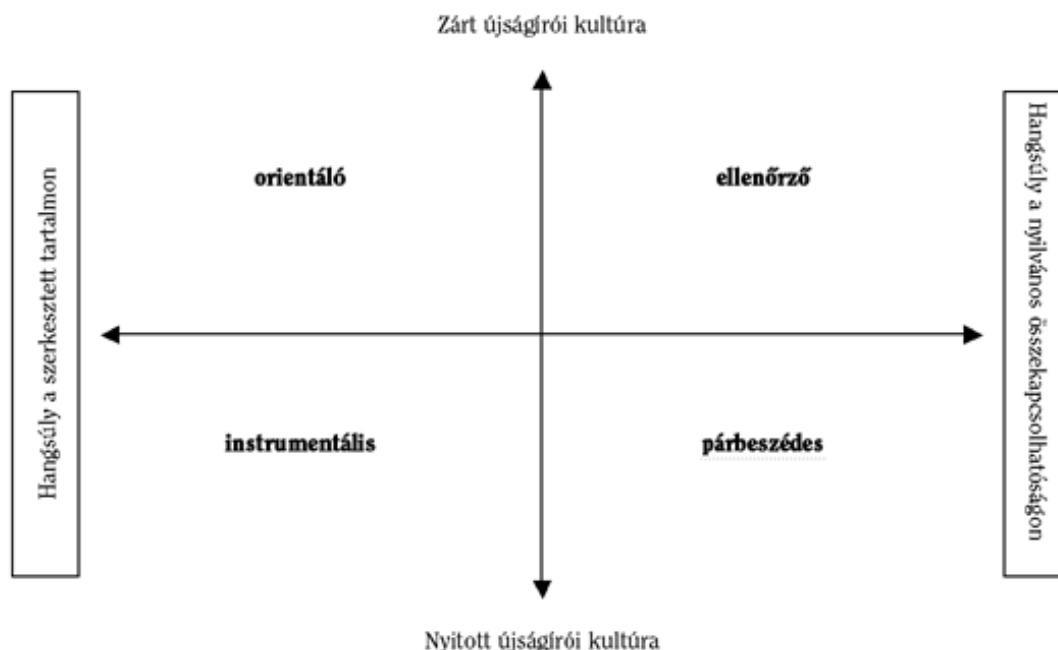 Zárt újságírói kultúra
Hangsúly a szerkesztett tartalmon
orientáló
ellenőrző
Hangsúly a nyilvános összekapcsolhatóságon
instrumentális
párbeszédes
Nyitott újságírói kultúra